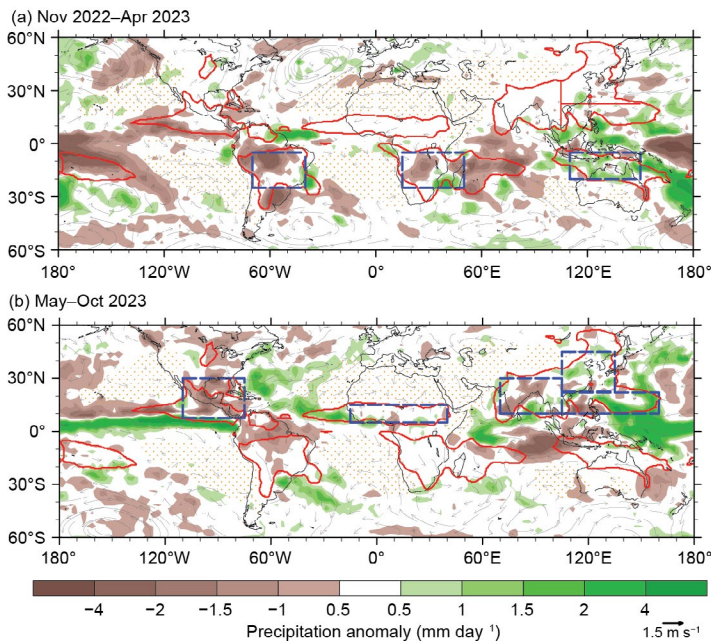 (a) Nov 2022–Apr 2023
60°N
30°N
0°
30°S
60°S
180° 120°W 60°W 0° 60°E 120°E 180°
(b) May–Oct 2023
60°N
30°N
0°
30°S
60°S
180° 120°W 60°W 0° 60°E 120°E 180°
−4 −2 −1.5 −1 0.5 0.5 1 1.5 2 4
Precipitation anomaly (mm day ¹)
1.5 m s⁻¹